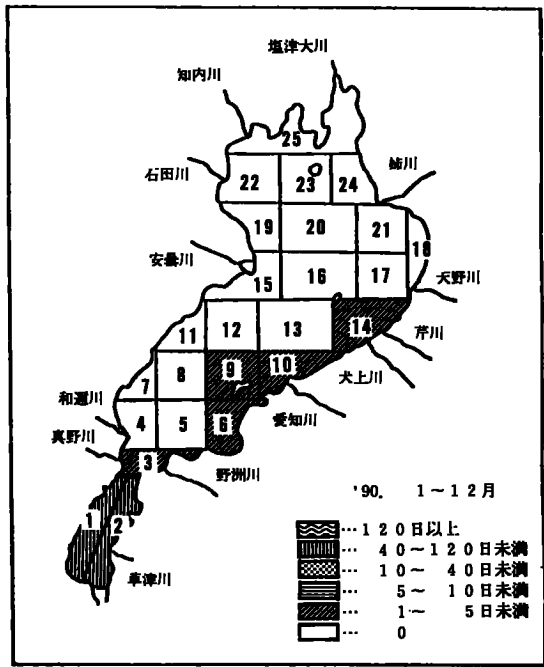 塩津大川
知内川
25
石田川
22
23
24
姉川
19
20
21
18
安曇川
15
16
17
天野川
11
12
13
14
芹川
犬上川
7
8
9
10
和邇川
愛知川
4
5
6
真野川
3
野洲川
1
2
草津川
'90. 1～12月
…120日以上
… 40～120日未満
… 10～ 40日未満
… 5～ 10日未満
… 1～ 5日未満
… 0